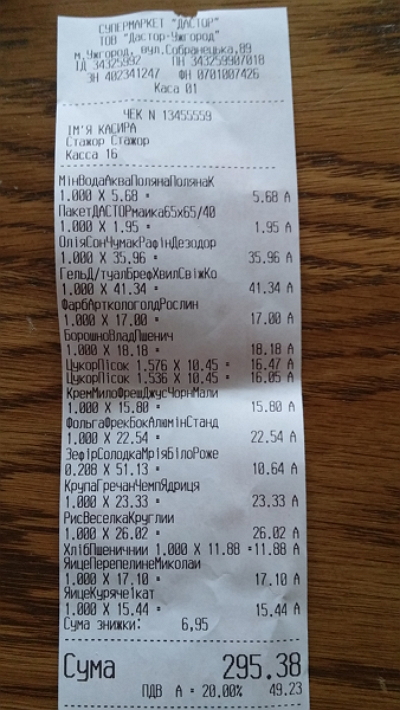 СУПЕРМАРКЕТ "ДАСТОР"
ТОВ "Дастор-Ужгород"
м.Ужгород, вул.Собранецька,89
ІД 34325992 ПН 343259907018
ЗН 402341247 ФН 0701007426
Каса 01
ЧЕК N 13455559
ІМ'Я КАСИРА
Стажор Стажор
Касса 16
МінВодаАкваПолянаПолянаК
1.000 X 5.68 = 5.68 А
ПакетДАСТОРмайка65х65/40
1.000 X 1.95 = 1.95 А
ОліяСонЧумакРафінДезодор
1.000 X 35.96 = 35.96 А
ГельД/туалБрефХвилСвіжКо
1.000 X 41.34 = 41.34 А
ФарбАрткологолдРослин
1.000 X 17.00 = 17.00 А
БорошноВладПшенич
1.000 X 18.18 = 18.18 А
ЦукорПісок 1.576 X 10.45 = 16.47 А
ЦукорПісок 1.536 X 10.45 = 16.05 А
КремМилоФрешДжусЧорнМали
1.000 X 15.80 = 15.80 А
ФольгаФрекБокАлюмінСтанд
1.000 X 22.54 = 22.54 А
ЗефірСолодкаМріяБілоРоже
0.208 X 51.13 = 10.64 А
КрупаГречанЧемпЯдриця
1.000 X 23.33 = 23.33 А
РисВеселкаКруглий
1.000 X 26.02 = 26.02 А
ХлібПшеничний 1.000 X 11.88 =11.88 А
ЯйцеПерепелинеМиколай
1.000 X 17.10 = 17.10 А
ЯйцеКуряче1кат
1.000 X 15.44 = 15.44 А
Сума знижки: 6,95
Сума 295.38
ПДВ А = 20.00% 49.23